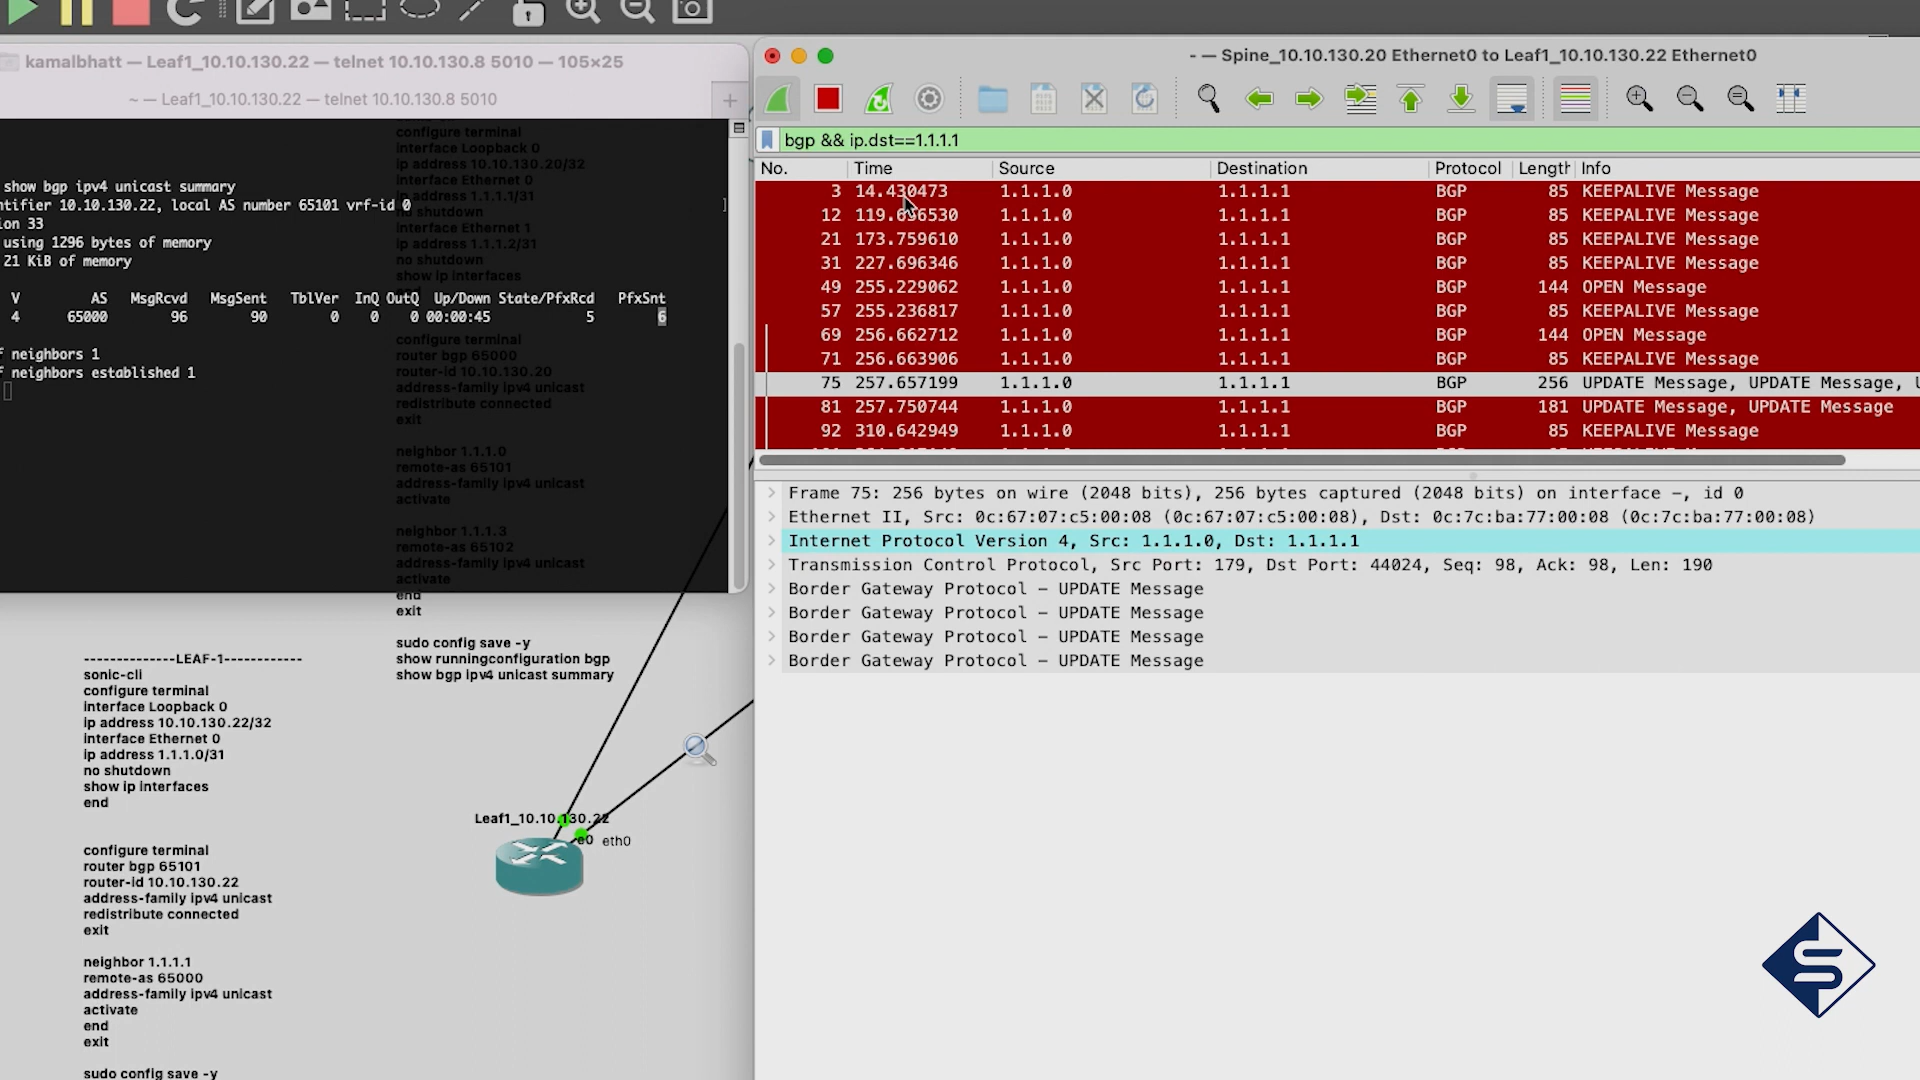 kamalbhatt — Leaf1_10.10.130.22 — telnet 10.10.130.8 5010 — 105×25
~ — Leaf1_10.10.130.22 — telnet 10.10.130.8 5010
+
configure terminal
interface Loopback 0
ip address 10.10.130.20/32
interface Ethernet 0
ip address 1.1.1.1/31
no shutdown
interface Ethernet 1
ip address 1.1.1.2/31
no shutdown
show ip interfaces
show bgp ipv4 unicast summary
ntifier 10.10.130.22, local AS number 65101 vrf-id 0
ion 33
using 1296 bytes of memory
21 KiB of memory
V AS MsgRcvd MsgSent TblVer InQ OutQ Up/Down State/PfxRcd PfxSnt
4 65000 96 90 0 0 0 00:00:45 5 6
f neighbors 1
f neighbors established 1
configure terminal
router bgp 65000
router-id 10.10.130.20
address-family ipv4 unicast
redistribute connected
exit
neighbor 1.1.1.0
remote-as 65101
address-family ipv4 unicast
activate
neighbor 1.1.1.3
remote-as 65102
address-family ipv4 unicast
activate
end
exit
sudo config save -y
show runningconfiguration bgp
show bgp ipv4 unicast summary
--------------LEAF-1------------
sonic-cli
configure terminal
interface Loopback 0
ip address 10.10.130.22/32
interface Ethernet 0
ip address 1.1.1.0/31
no shutdown
show ip interfaces
end
configure terminal
router bgp 65101
router-id 10.10.130.22
address-family ipv4 unicast
redistribute connected
exit
neighbor 1.1.1.1
remote-as 65000
address-family ipv4 unicast
activate
end
exit
sudo config save -y
Leaf1_10.10.130.22
e0 eth0
- — Spine_10.10.130.20 Ethernet0 to Leaf1_10.10.130.22 Ethernet0
bgp && ip.dst==1.1.1.1
No. Time Source Destination Protocol Length Info
3 14.430473 1.1.1.0 1.1.1.1 BGP 85 KEEPALIVE Message
12 119.656530 1.1.1.0 1.1.1.1 BGP 85 KEEPALIVE Message
21 173.759610 1.1.1.0 1.1.1.1 BGP 85 KEEPALIVE Message
31 227.696346 1.1.1.0 1.1.1.1 BGP 85 KEEPALIVE Message
49 255.229062 1.1.1.0 1.1.1.1 BGP 144 OPEN Message
57 255.236817 1.1.1.0 1.1.1.1 BGP 85 KEEPALIVE Message
69 256.662712 1.1.1.0 1.1.1.1 BGP 144 OPEN Message
71 256.663906 1.1.1.0 1.1.1.1 BGP 85 KEEPALIVE Message
75 257.657199 1.1.1.0 1.1.1.1 BGP 256 UPDATE Message, UPDATE Message, U
81 257.750744 1.1.1.0 1.1.1.1 BGP 181 UPDATE Message, UPDATE Message
92 310.642949 1.1.1.0 1.1.1.1 BGP 85 KEEPALIVE Message
Frame 75: 256 bytes on wire (2048 bits), 256 bytes captured (2048 bits) on interface -, id 0
Ethernet II, Src: 0c:67:07:c5:00:08 (0c:67:07:c5:00:08), Dst: 0c:7c:ba:77:00:08 (0c:7c:ba:77:00:08)
Internet Protocol Version 4, Src: 1.1.1.0, Dst: 1.1.1.1
Transmission Control Protocol, Src Port: 179, Dst Port: 44024, Seq: 98, Ack: 98, Len: 190
Border Gateway Protocol - UPDATE Message
Border Gateway Protocol - UPDATE Message
Border Gateway Protocol - UPDATE Message
Border Gateway Protocol - UPDATE Message